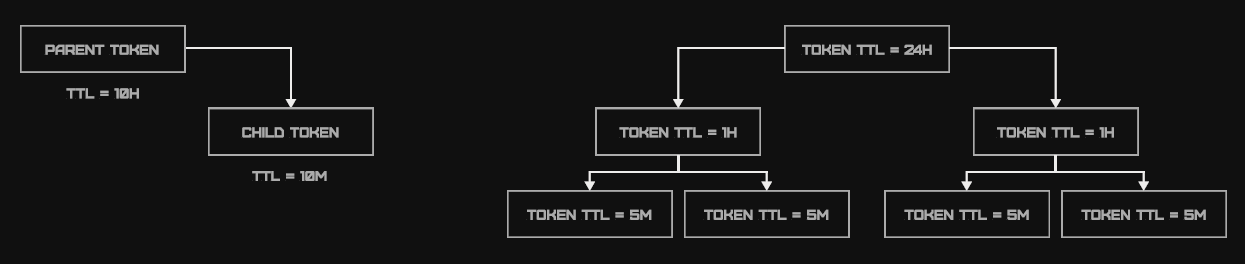 PARENT TOKEN
TTL = 10H
CHILD TOKEN
TTL = 10M
TOKEN TTL = 24H
TOKEN TTL = 1H
TOKEN TTL = 1H
TOKEN TTL = 5M
TOKEN TTL = 5M
TOKEN TTL = 5M
TOKEN TTL = 5M